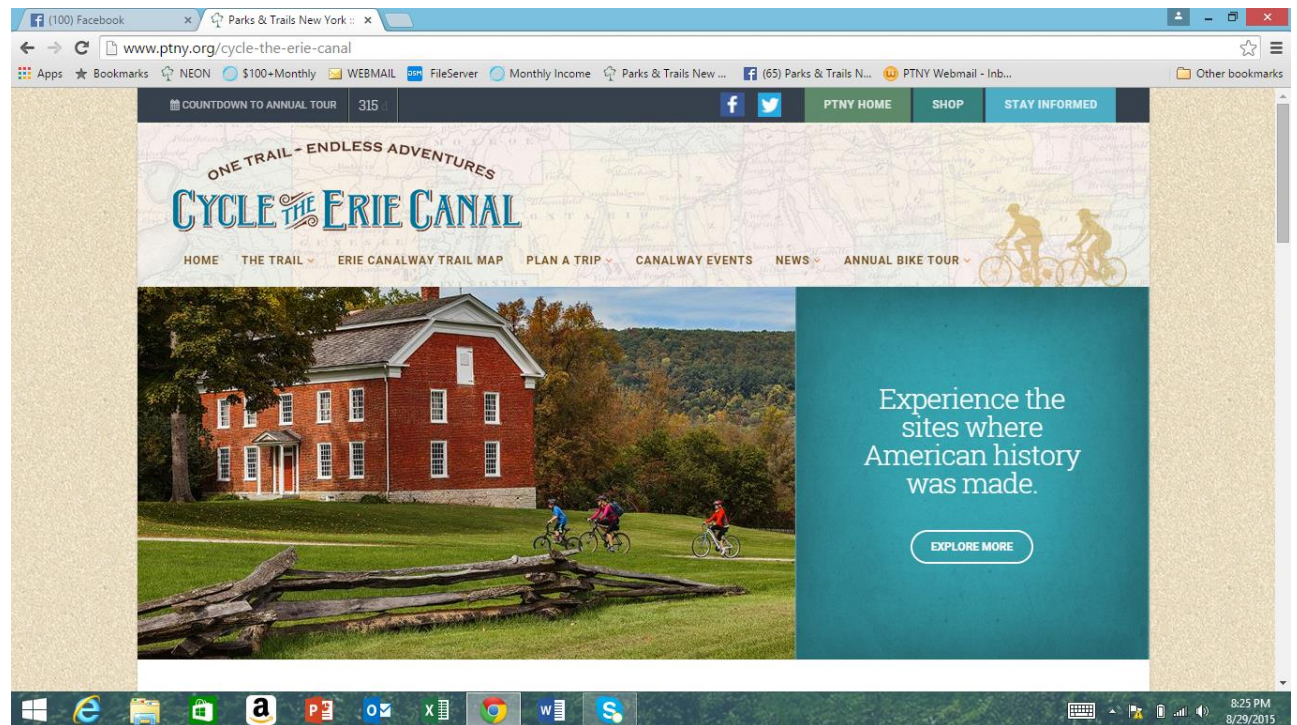 (100) Facebook
Parks & Trails New York ::
www.ptny.org/cycle-the-erie-canal
Apps Bookmarks NEON $100+Monthly WEBMAIL FileServer Monthly Income Parks & Trails New ... (65) Parks & Trails N... PTNY Webmail - Inb... Other bookmarks
COUNTDOWN TO ANNUAL TOUR 315 d
PTNY HOME SHOP STAY INFORMED
ONE TRAIL - ENDLESS ADVENTURES
CYCLE THE ERIE CANAL
HOME THE TRAIL ERIE CANALWAY TRAIL MAP PLAN A TRIP CANALWAY EVENTS NEWS ANNUAL BIKE TOUR
Experience the
sites where
American history
was made.
EXPLORE MORE
8:25 PM
8/29/2015